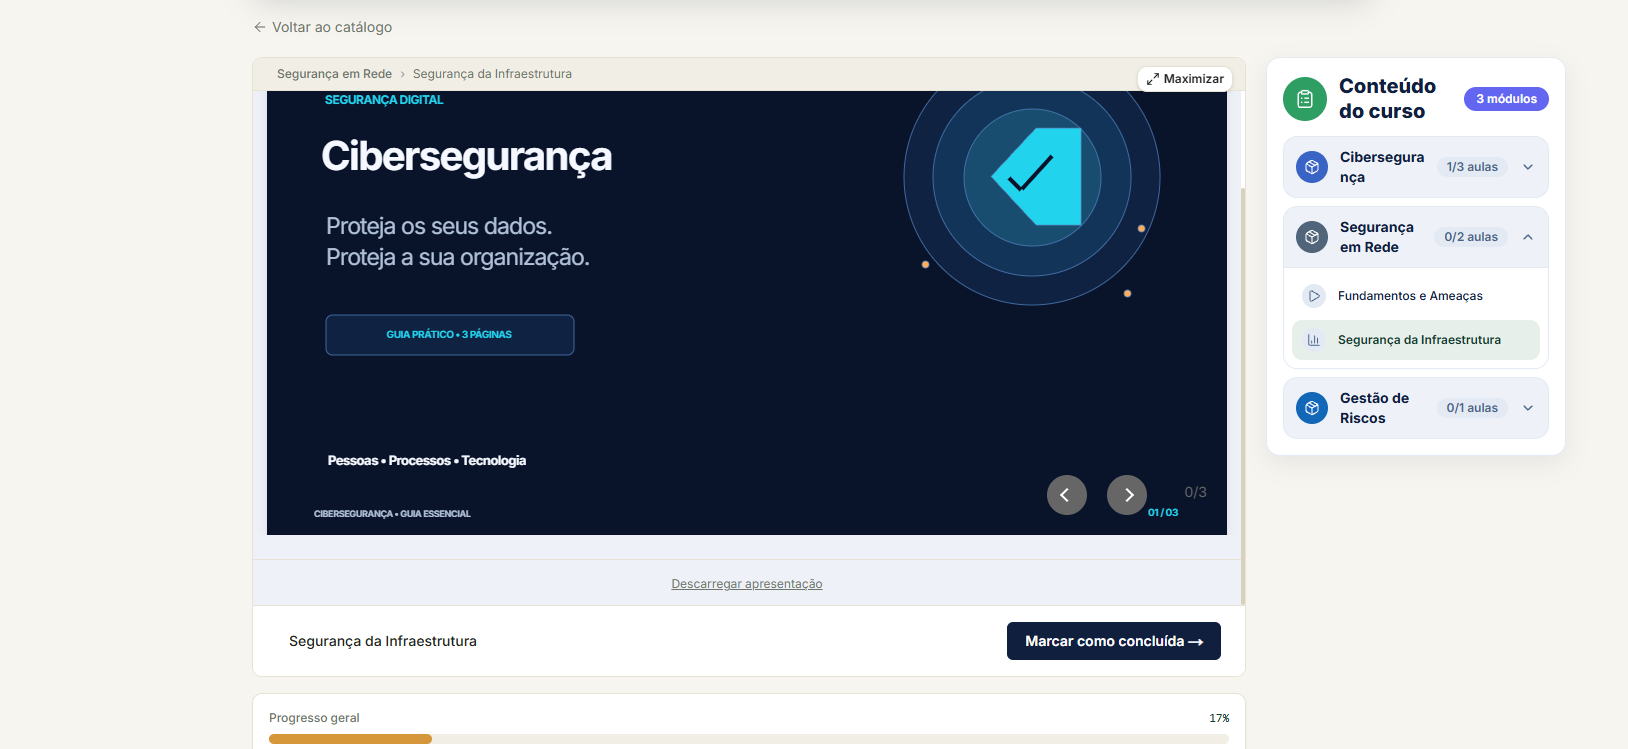 ← Voltar ao catálogo
Segurança em Rede › Segurança da Infraestrutura
Maximizar
SEGURANÇA DIGITAL
Cibersegurança
Proteja os seus dados.
Proteja a sua organização.
GUIA PRÁTICO • 3 PÁGINAS
Pessoas • Processos • Tecnologia
0/3
CIBERSEGURANÇA • GUIA ESSENCIAL
01 / 03
Descarregar apresentação
Segurança da Infraestrutura
Marcar como concluída →
Progresso geral
17%
Conteúdo
do curso
3 módulos
Cibersegura
nça
1/3 aulas
Segurança
em Rede
0/2 aulas
Fundamentos e Ameaças
Segurança da Infraestrutura
Gestão de
Riscos
0/1 aulas